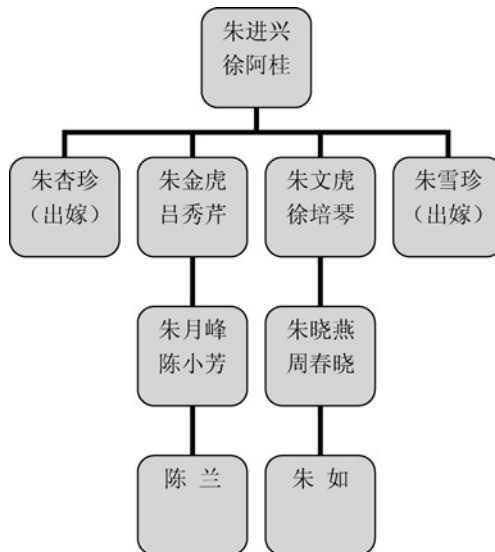 朱进兴
徐阿桂
朱杏珍
（出嫁）
朱金虎
吕秀芹
朱文虎
徐培琴
朱雪珍
（出嫁）
朱月峰
陈小芳
朱晓燕
周春晓
陈 兰
朱 如